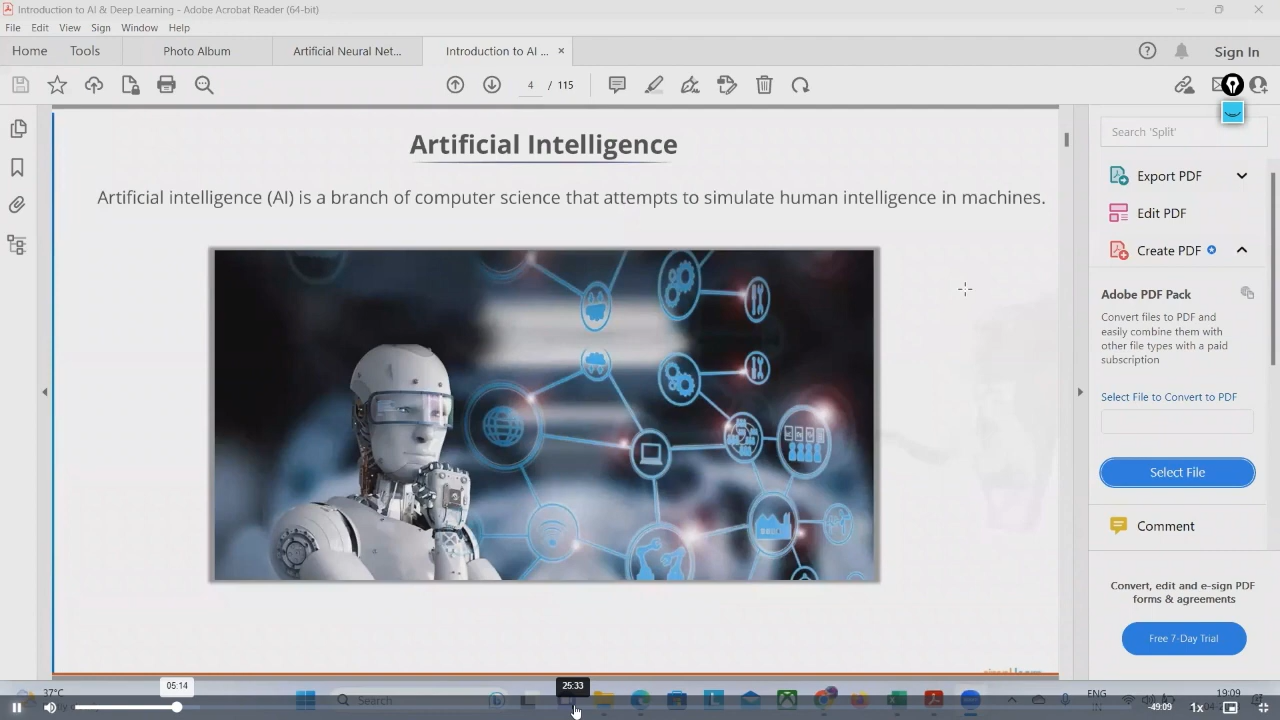 Introduction to AI & Deep Learning - Adobe Acrobat Reader (64-bit)
File Edit View Sign Window Help
Home Tools Photo Album Artificial Neural Net... Introduction to AI ... × Sign In
4 / 115
Artificial Intelligence
Artificial intelligence (AI) is a branch of computer science that attempts to simulate human intelligence in machines.
Search 'Split'
Export PDF
Edit PDF
Create PDF
Adobe PDF Pack
Convert files to PDF and
easily combine them with
other file types with a paid
subscription
Select File to Convert to PDF
Select File
Comment
Convert, edit and e-sign PDF
forms & agreements
Free 7-Day Trial
37°C
05:14
25:33
Search
ENG
19:09
-49:09
1x